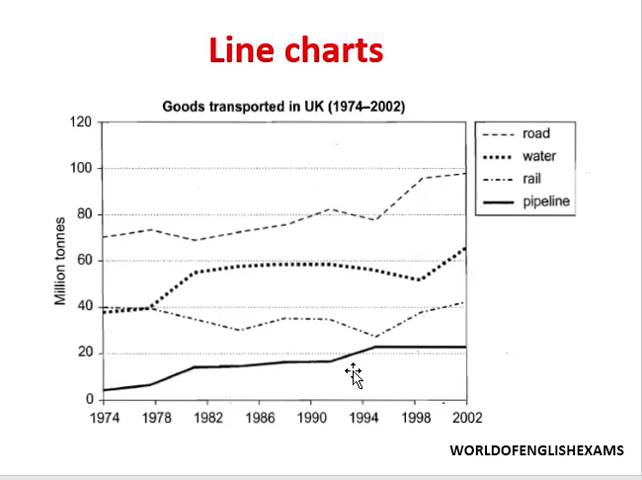 Line charts
Goods transported in UK (1974–2002)
120
100
80
60
40
20
0
Million tonnes
1974 1978 1982 1986 1990 1994 1998 2002
road
water
rail
pipeline
WORLDOFENGLISHEXAMS